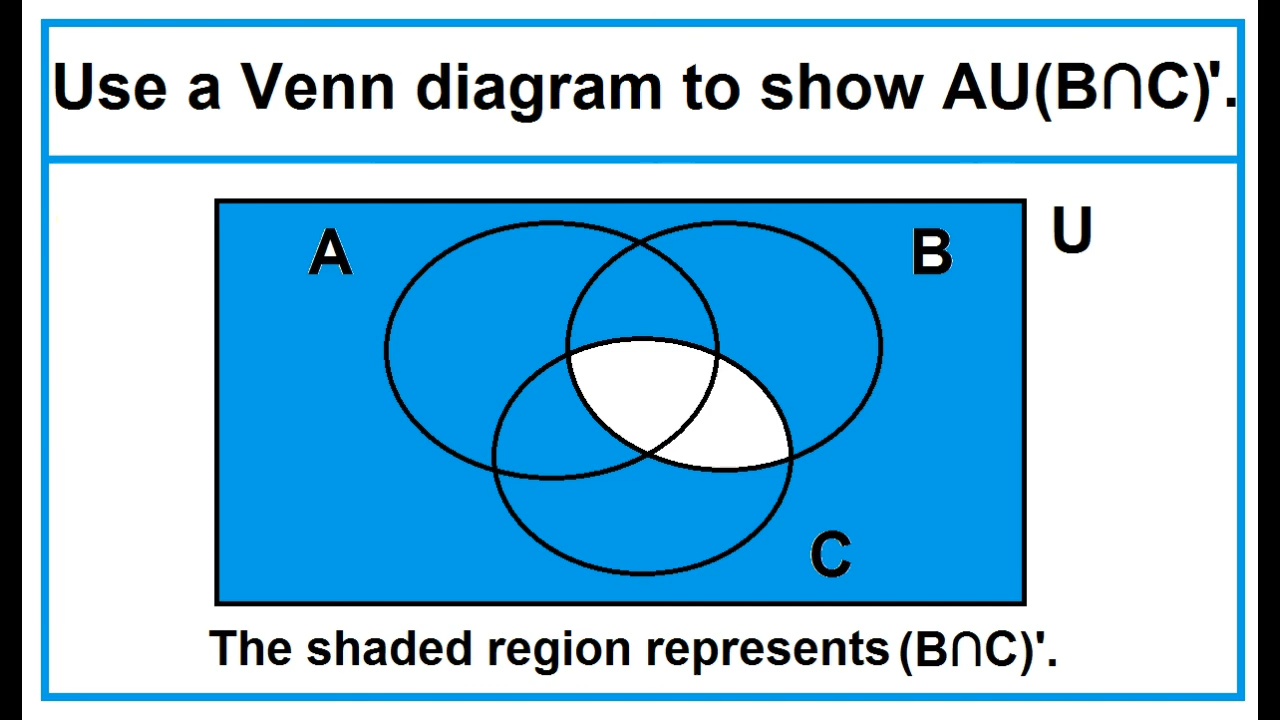 Use a Venn diagram to show AU(B∩C)'.
A
B
U
C
The shaded region represents (B∩C)'.